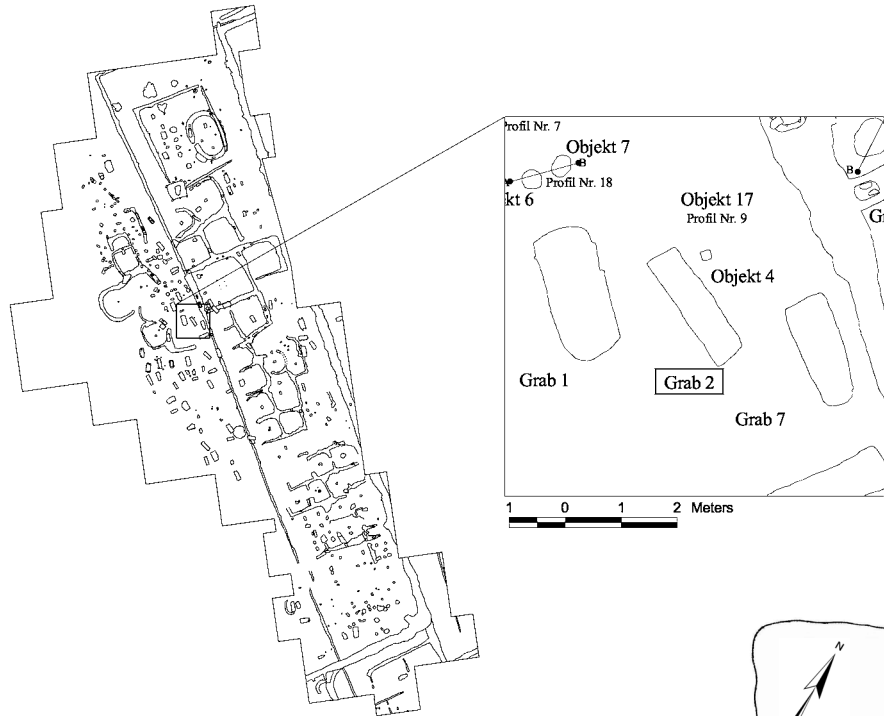 Profil Nr. 7
Objekt 7
B
Profil Nr. 18
kt 6
Objekt 17
Profil Nr. 9
B
Objekt 4
Grab 1
Grab 2
Grab 7
1 0 1 2 Meters
N